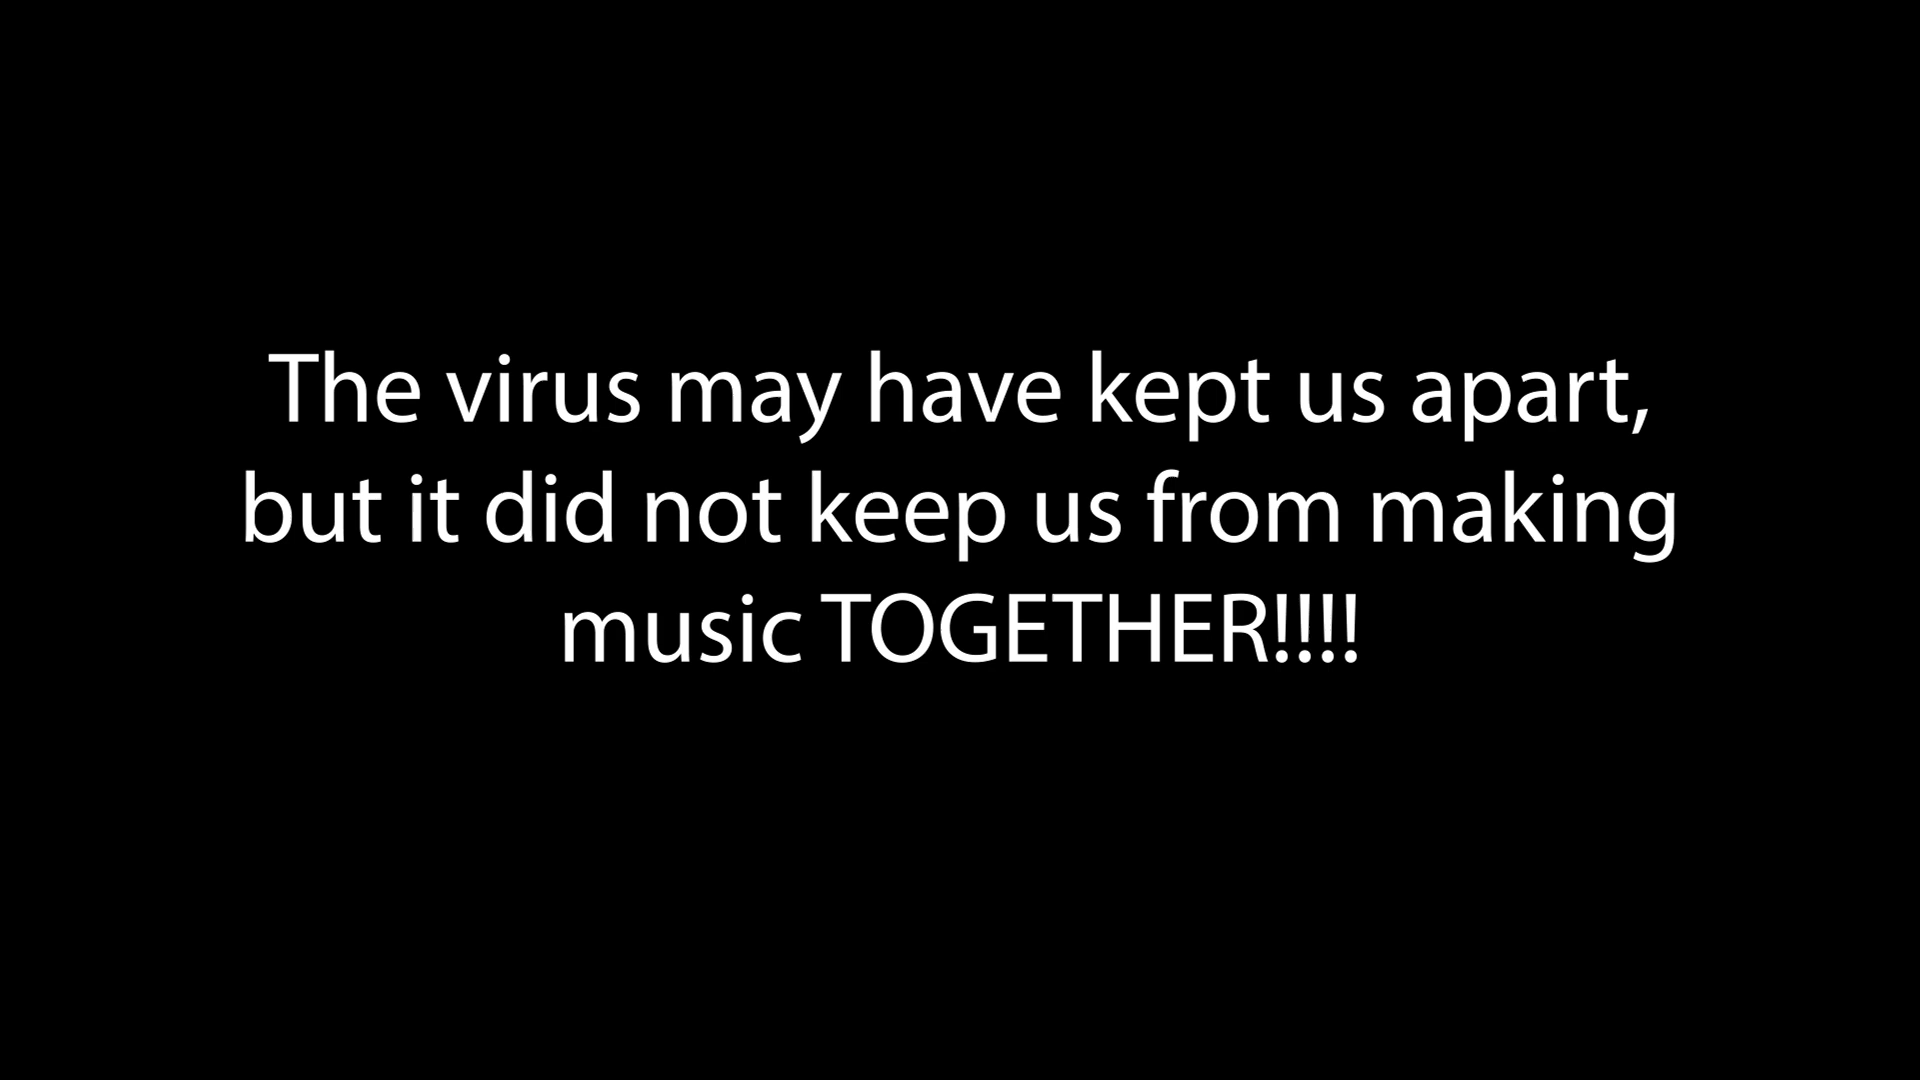 The virus may have kept us apart,
but it did not keep us from making
music TOGETHER!!!!